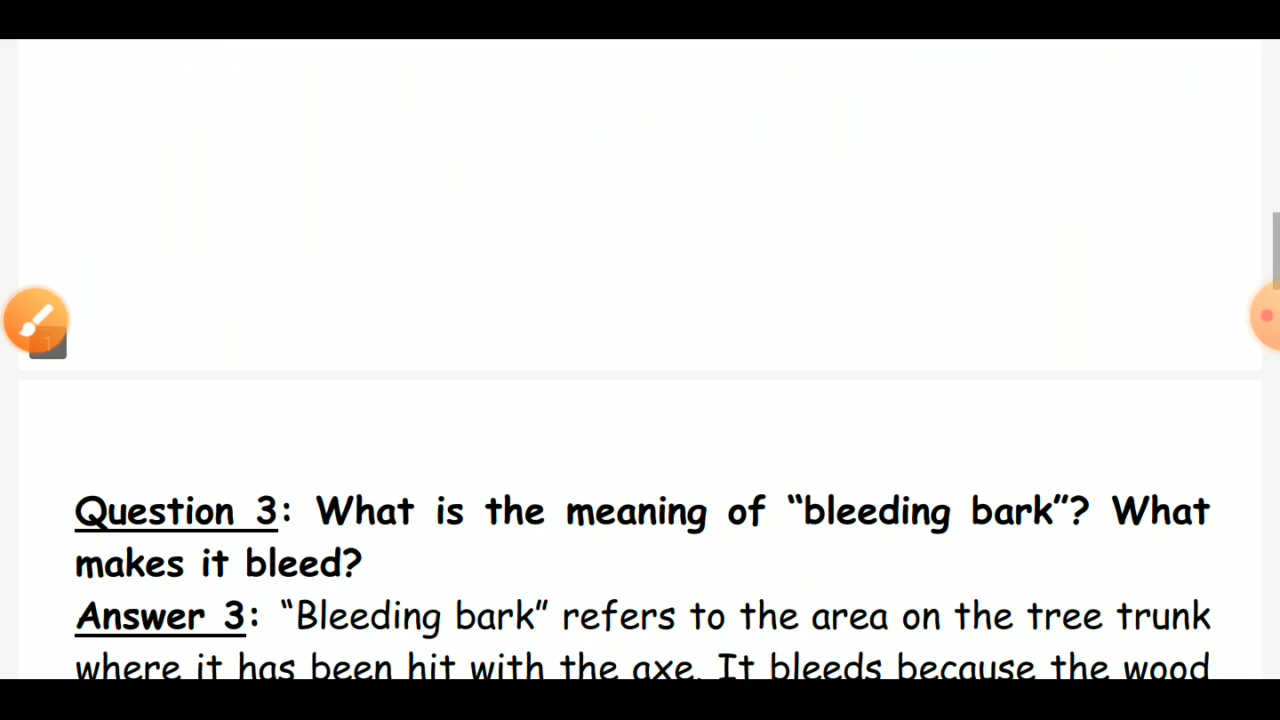 1
Question 3: What is the meaning of “bleeding bark”? What
makes it bleed?
Answer 3: “Bleeding bark” refers to the area on the tree trunk
where it has been hit with the axe. It bleeds because the wood